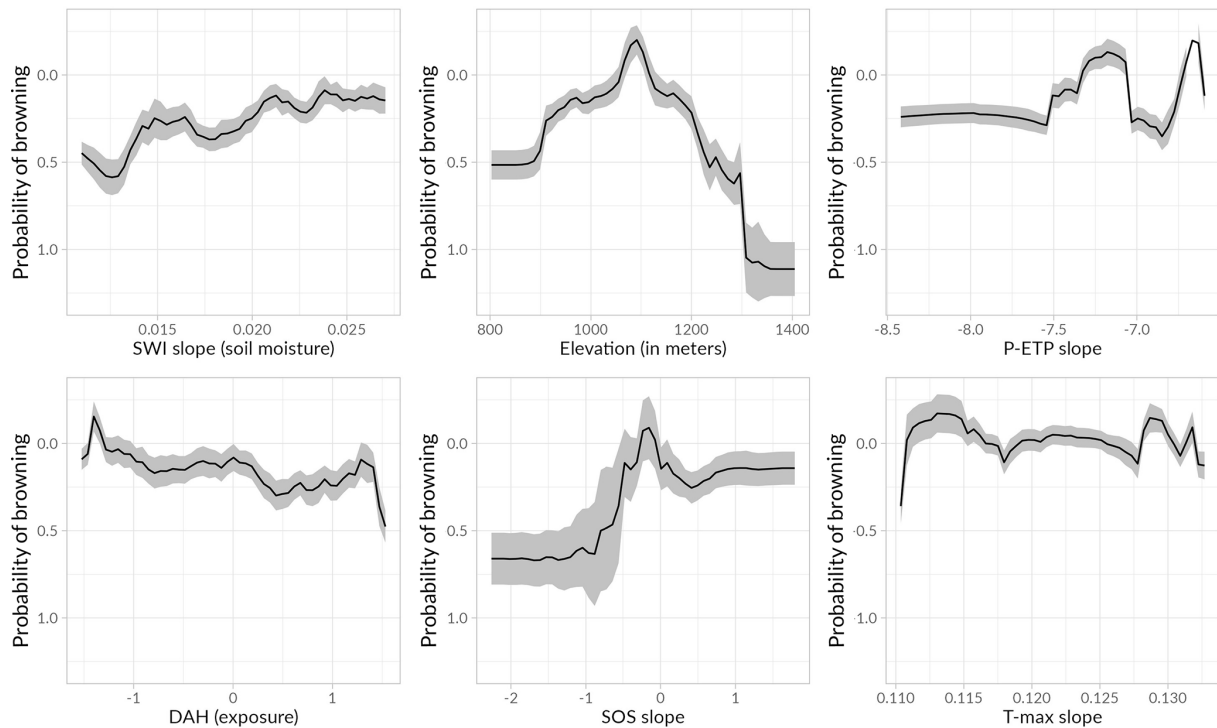 Probability of browning
0.0
0.5
1.0
0.015 0.020 0.025
SWI slope (soil moisture)
Probability of browning
0.0
0.5
1.0
800 1000 1200 1400
Elevation (in meters)
Probability of browning
0.0
0.5
1.0
-8.5 -8.0 -7.5 -7.0
P-ETP slope
Probability of browning
0.0
0.5
1.0
-1 0 1
DAH (exposure)
Probability of browning
0.0
0.5
1.0
-2 -1 0 1
SOS slope
Probability of browning
0.0
0.5
1.0
0.110 0.115 0.120 0.125 0.130
T-max slope